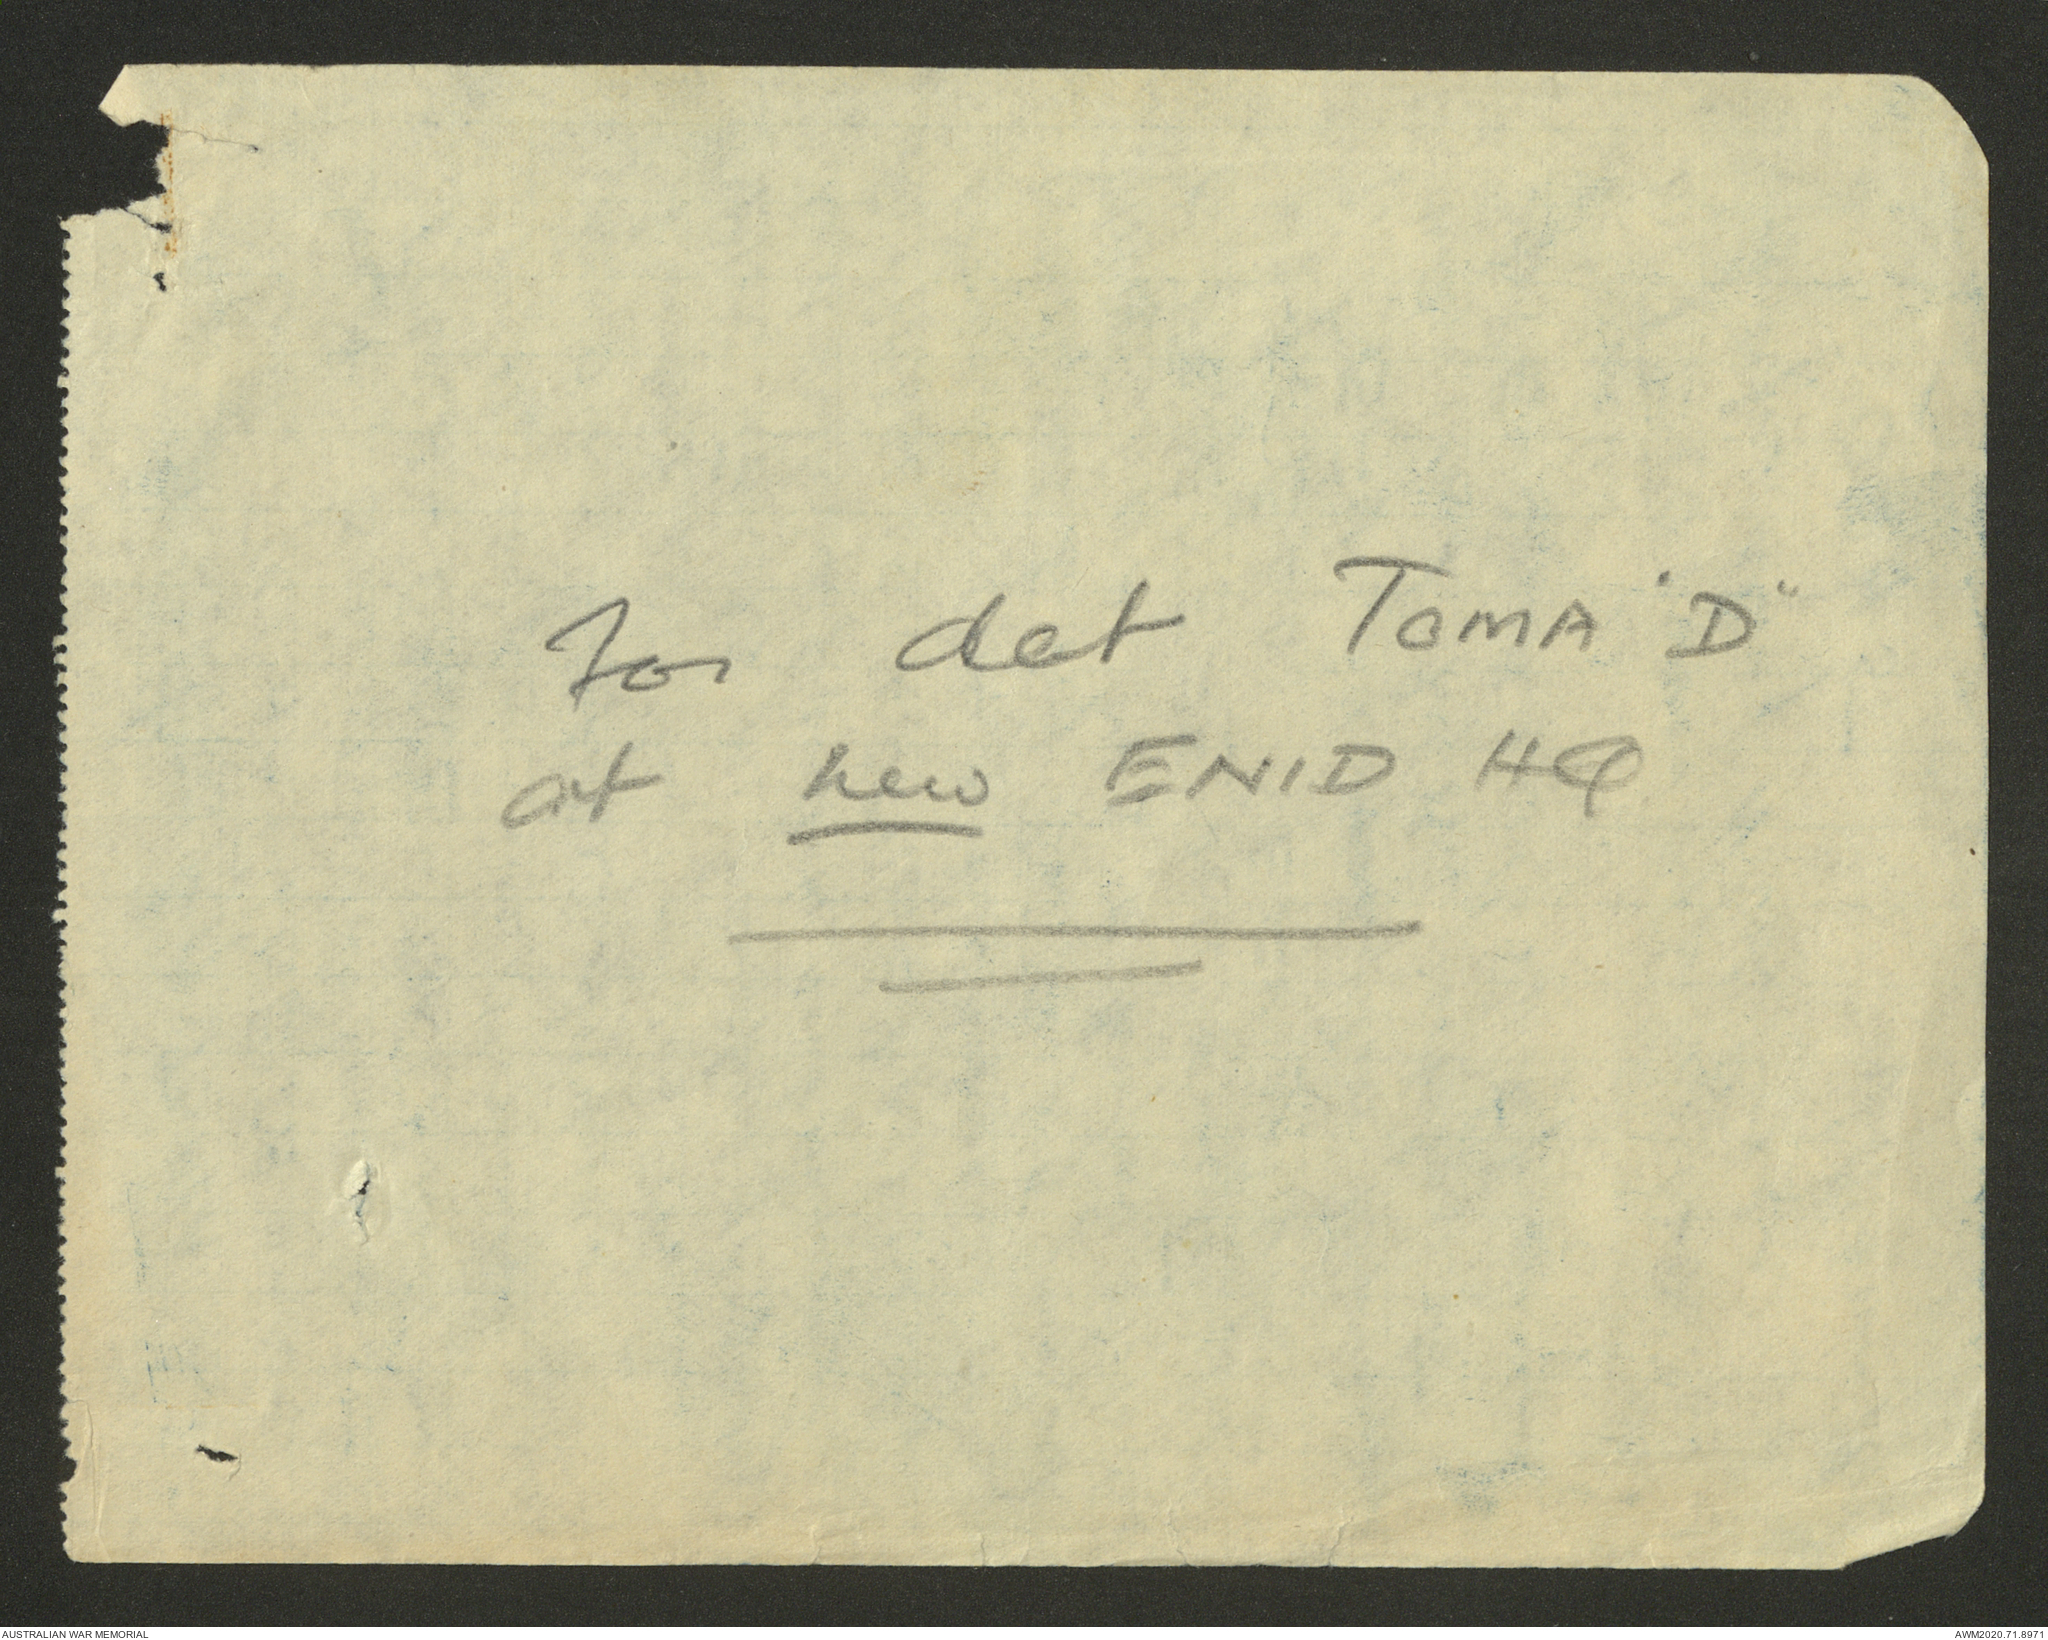 For det TOMA "D"
at new ENID HQ
AUSTRALIAN WAR MEMORIAL
AWM2020.71.8971